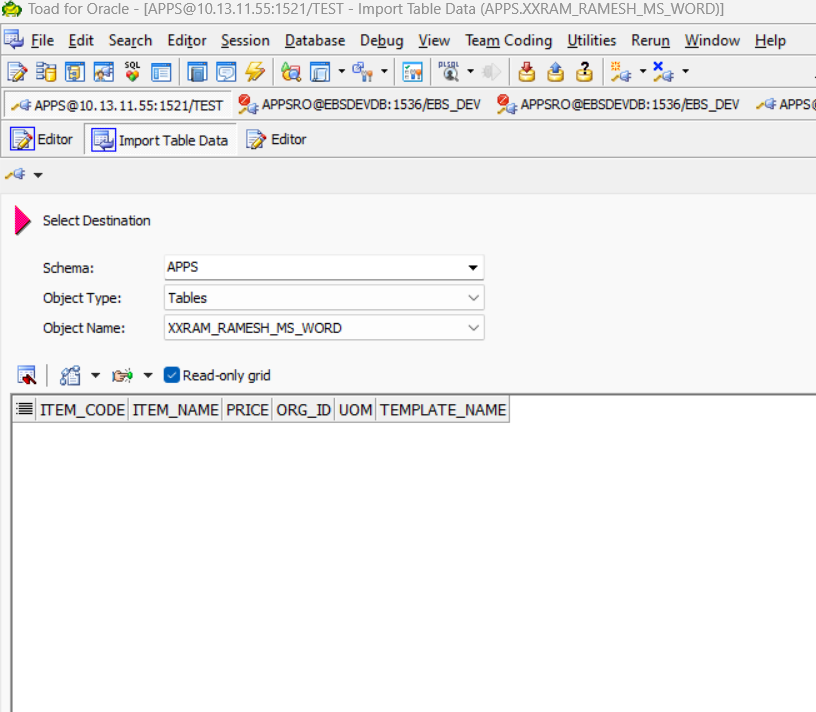 Toad for Oracle - [APPS@10.13.11.55:1521/TEST - Import Table Data (APPS.XXRAM_RAMESH_MS_WORD)]
File Edit Search Editor Session Database Debug View Team Coding Utilities Rerun Window Help
SQL PLSQL
APPS@10.13.11.55:1521/TEST APPSRO@EBSDEVDB:1536/EBS_DEV APPSRO@EBSDEVDB:1536/EBS_DEV APPS@
Editor Import Table Data Editor
Select Destination
Schema: APPS
Object Type: Tables
Object Name: XXRAM_RAMESH_MS_WORD
Read-only grid
ITEM_CODE ITEM_NAME PRICE ORG_ID UOM TEMPLATE_NAME